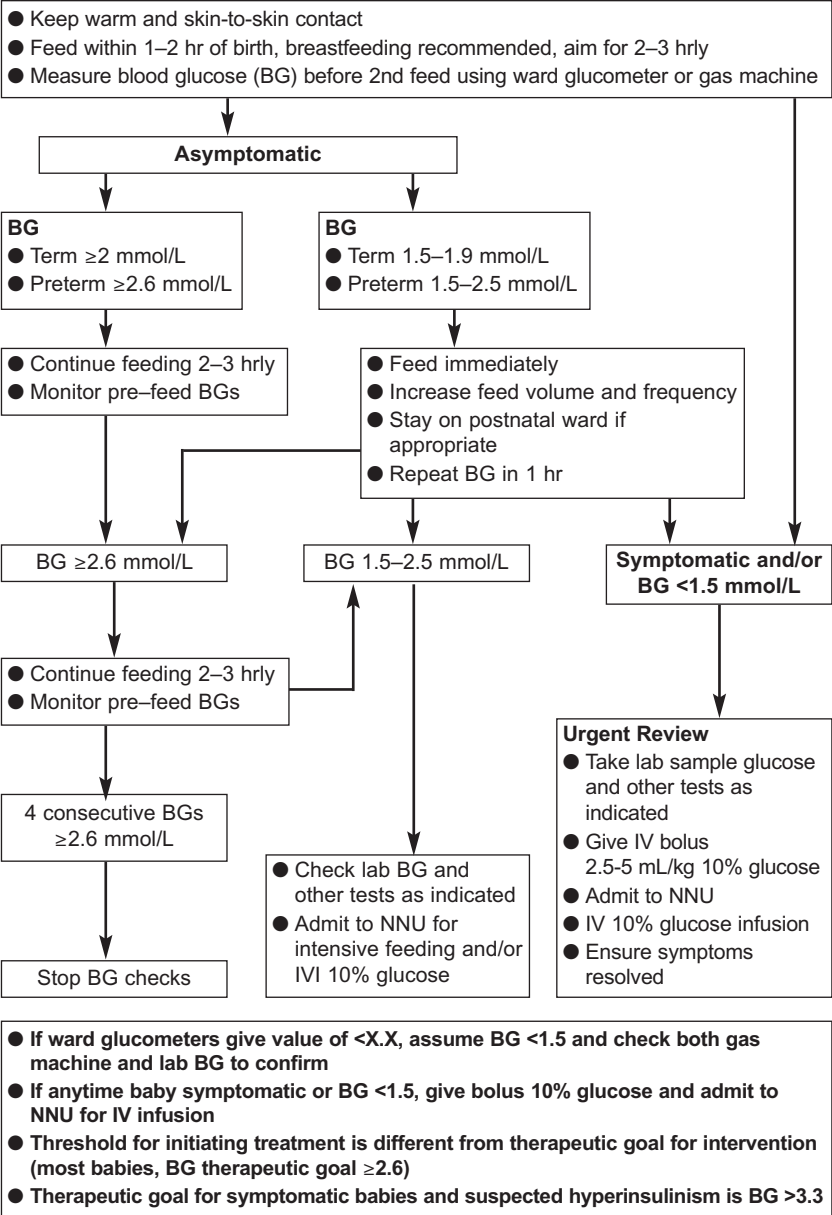 ● Keep warm and skin-to-skin contact
● Feed within 1–2 hr of birth, breastfeeding recommended, aim for 2–3 hrly
● Measure blood glucose (BG) before 2nd feed using ward glucometer or gas machine
Asymptomatic
BG
● Term ≥2 mmol/L
● Preterm ≥2.6 mmol/L
BG
● Term 1.5–1.9 mmol/L
● Preterm 1.5–2.5 mmol/L
● Continue feeding 2–3 hrly
● Monitor pre–feed BGs
● Feed immediately
● Increase feed volume and frequency
● Stay on postnatal ward if
appropriate
● Repeat BG in 1 hr
BG ≥2.6 mmol/L
BG 1.5–2.5 mmol/L
Symptomatic and/or
BG <1.5 mmol/L
● Continue feeding 2–3 hrly
● Monitor pre–feed BGs
4 consecutive BGs
≥2.6 mmol/L
Stop BG checks
● Check lab BG and
other tests as indicated
● Admit to NNU for
intensive feeding and/or
IVI 10% glucose
Urgent Review
● Take lab sample glucose
and other tests as
indicated
● Give IV bolus
2.5-5 mL/kg 10% glucose
● Admit to NNU
● IV 10% glucose infusion
● Ensure symptoms
resolved
● If ward glucometers give value of <X.X, assume BG <1.5 and check both gas
machine and lab BG to confirm
● If anytime baby symptomatic or BG <1.5, give bolus 10% glucose and admit to
NNU for IV infusion
● Threshold for initiating treatment is different from therapeutic goal for intervention
(most babies, BG therapeutic goal ≥2.6)
● Therapeutic goal for symptomatic babies and suspected hyperinsulinism is BG >3.3